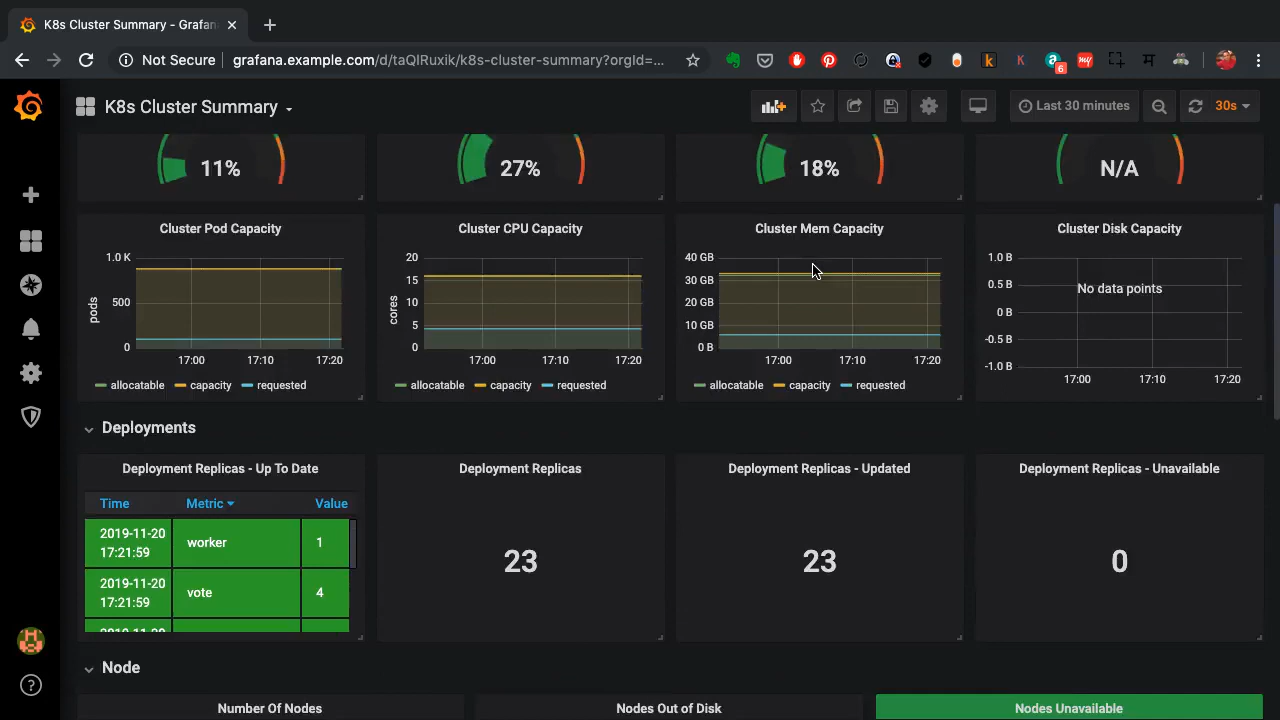 K8s Cluster Summary - Grafan
Not Secure
grafana.example.com/d/taQlRuxik/k8s-cluster-summary?orgId=...
6
K8s Cluster Summary
Last 30 minutes
30s
11%
27%
18%
N/A
Cluster Pod Capacity
1.0 K
500
0
pods
17:00
17:10
17:20
allocatable
capacity
requested
Cluster CPU Capacity
20
15
10
5
0
cores
17:00
17:10
17:20
allocatable
capacity
requested
Cluster Mem Capacity
40 GB
30 GB
20 GB
10 GB
0 B
17:00
17:10
17:20
allocatable
capacity
requested
Cluster Disk Capacity
1.0 B
0.5 B
0 B
-0.5 B
-1.0 B
No data points
17:00
17:10
17:20
Deployments
Deployment Replicas - Up To Date
Time Metric Value
2019-11-20
17:21:59
worker
1
2019-11-20
17:21:59
vote
4
Deployment Replicas
23
Deployment Replicas - Updated
23
Deployment Replicas - Unavailable
0
Node
Number Of Nodes
Nodes Out of Disk
Nodes Unavailable